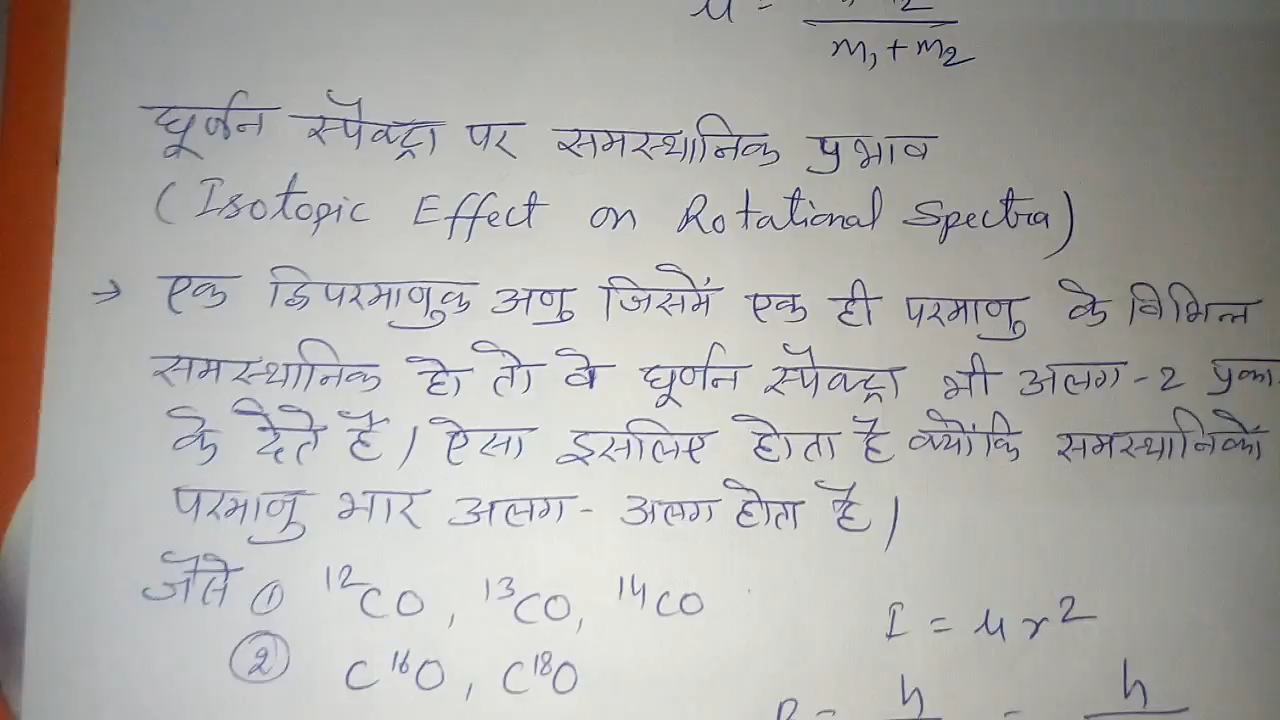 μ =
m₁ + m₂
घूर्णन स्पैक्ट्रा पर समस्थानिक प्रभाव
(Isotopic Effect on Rotational Spectra)
→ एक द्विपरमाणुक अणु जिसमें एक ही परमाणु के विभिन्न
समस्थानिक हो तो वे घूर्णन स्पैक्ट्रा भी अलग-2
के देते है। ऐसा इसलिए होता है क्योंकि समस्थानिकों
परमाणु भार अलग-अलग होता है।
जैसे ① ¹²CO, ¹³CO, ¹⁴CO
I = μr²
② C¹⁶O, C¹⁸O
h = h